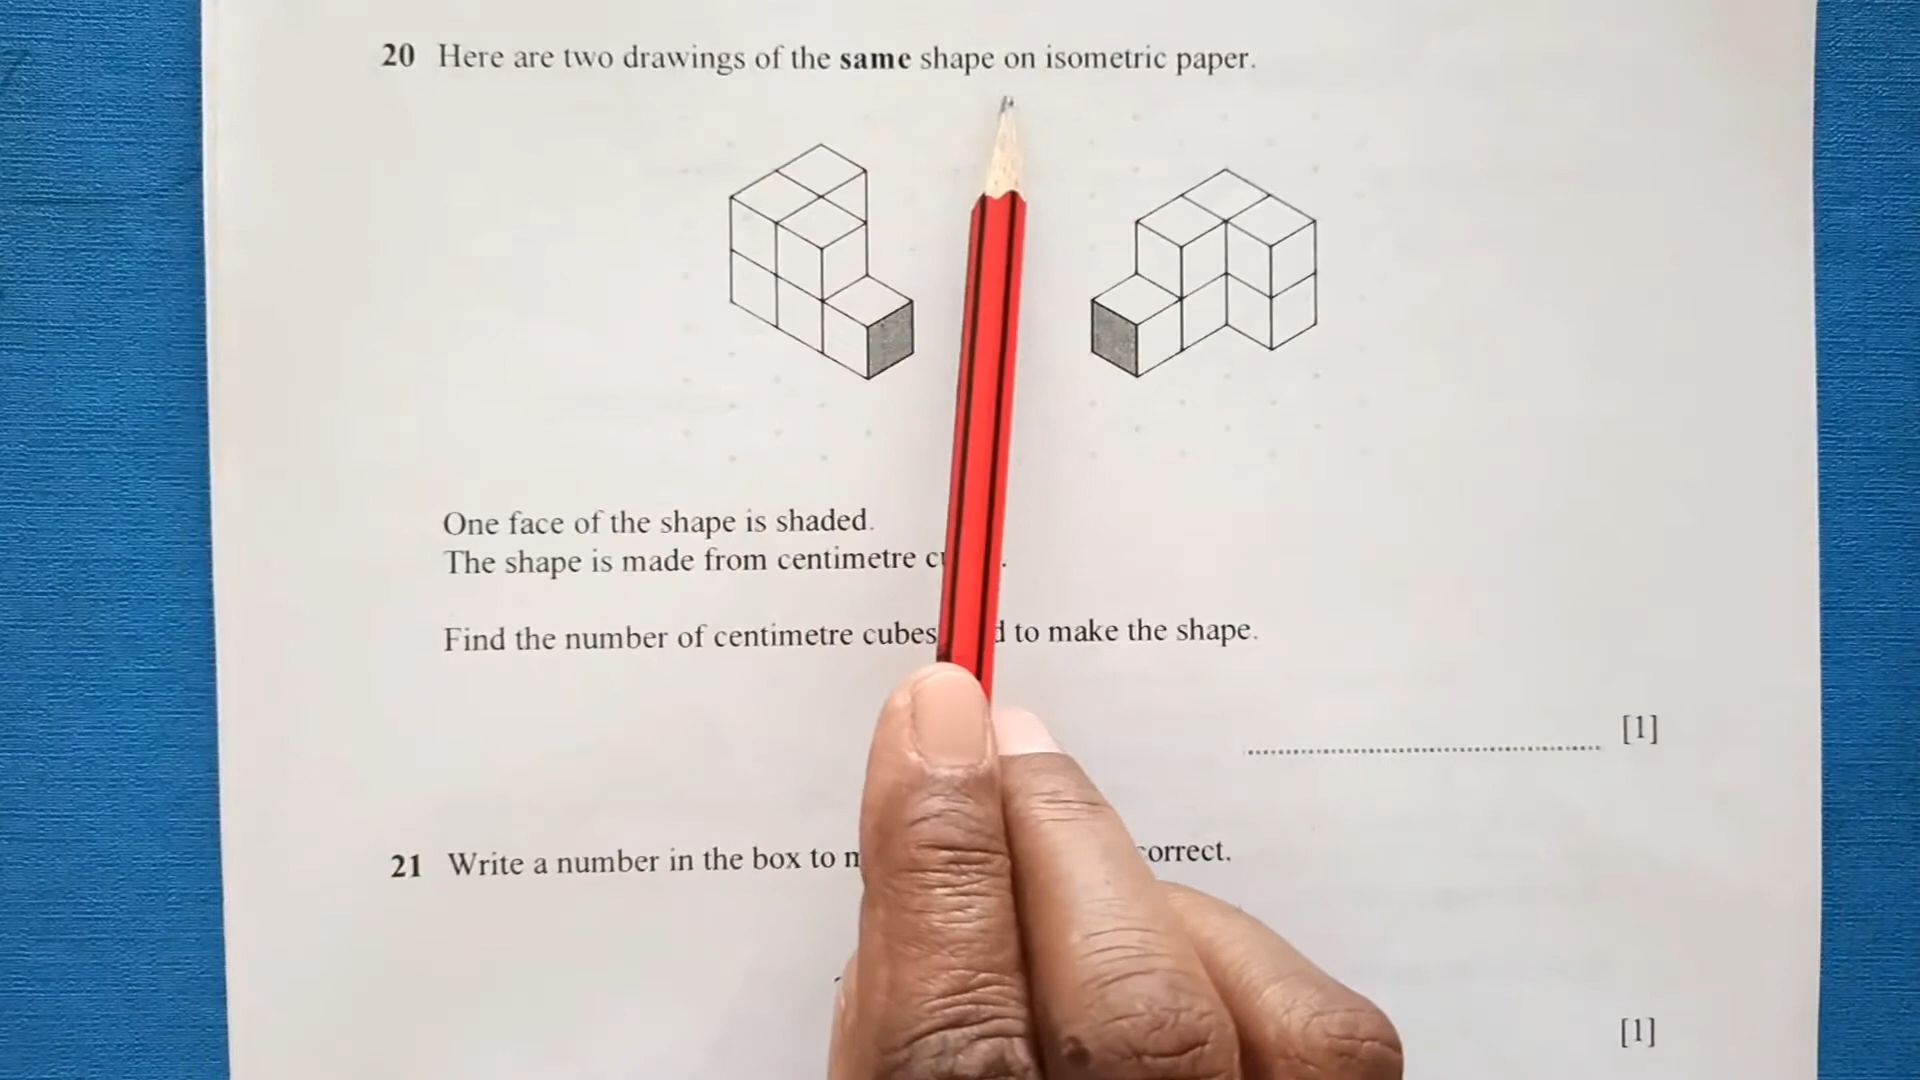 20 Here are two drawings of the same shape on isometric paper.
One face of the shape is shaded.
The shape is made from centimetre
Find the number of centimetre cubes to make the shape.
[1]
21 Write a number in the box to
[1]